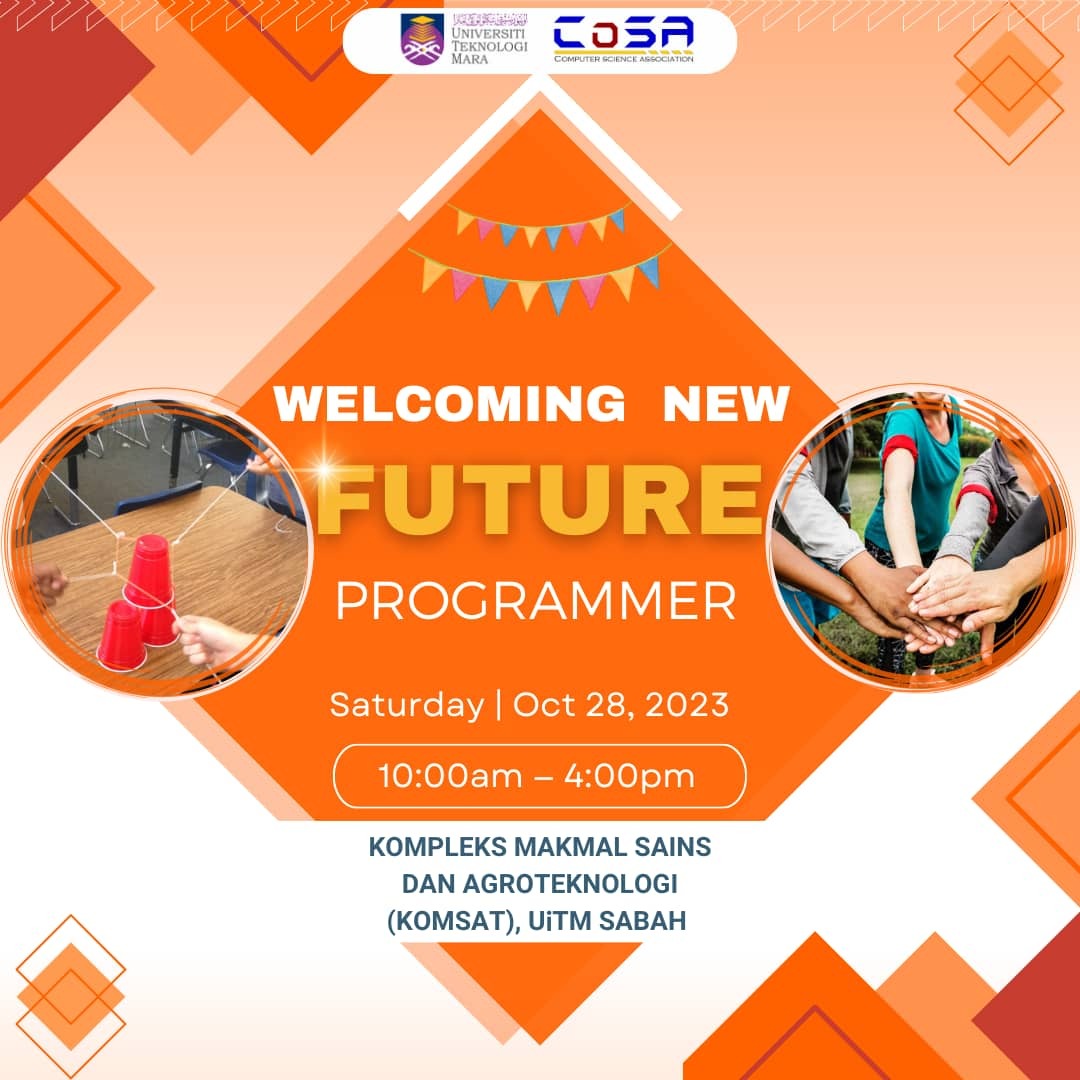 UNIVERSITI
TEKNOLOGI
MARA
CoSA
COMPUTER SCIENCE ASSOCIATION
WELCOMING NEW
FUTURE
PROGRAMMER
Saturday | Oct 28, 2023
10:00am – 4:00pm
KOMPLEKS MAKMAL SAINS
DAN AGROTEKNOLOGI
(KOMSAT), UiTM SABAH